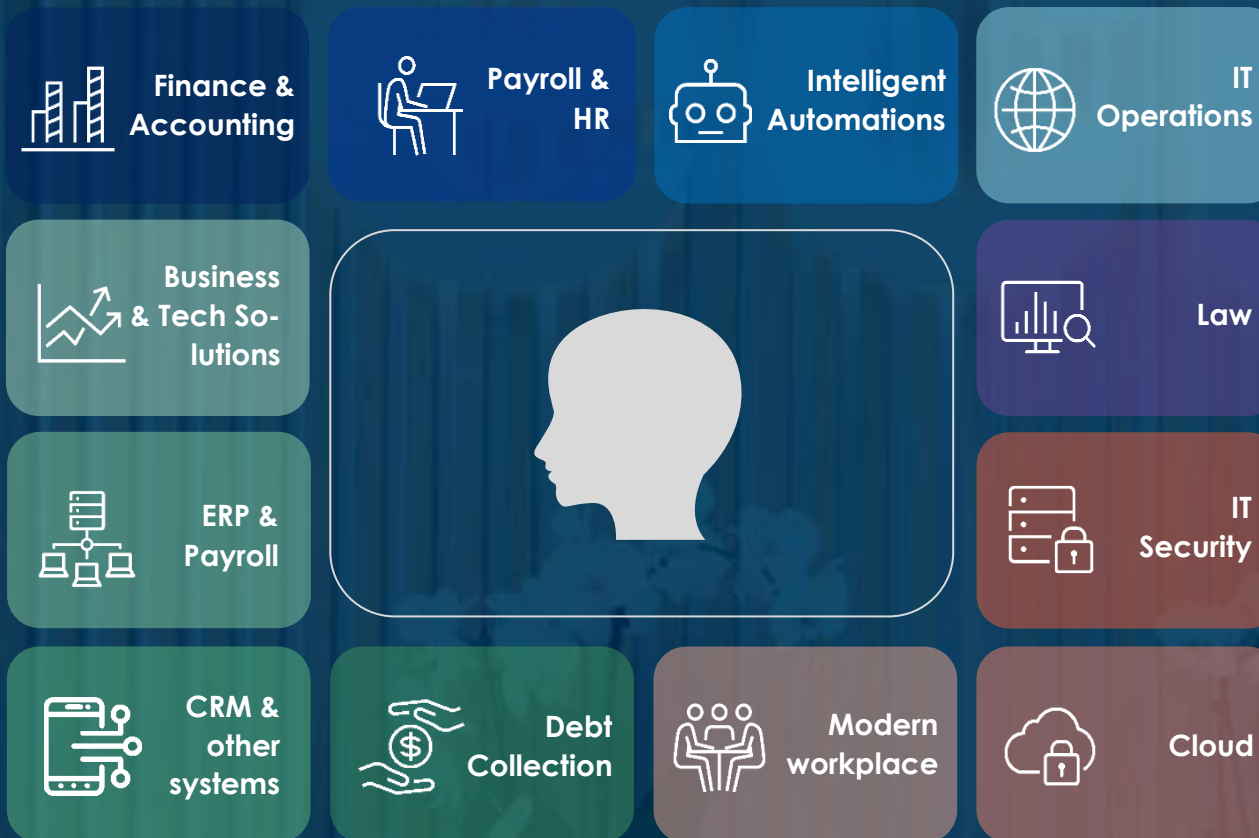 Finance &
Accounting
Payroll &
HR
Intelligent
Automations
IT
Operations
Business
& Tech So-
lutions
Law
ERP &
Payroll
IT
Security
CRM &
other
systems
Debt
Collection
Modern
workplace
Cloud
$